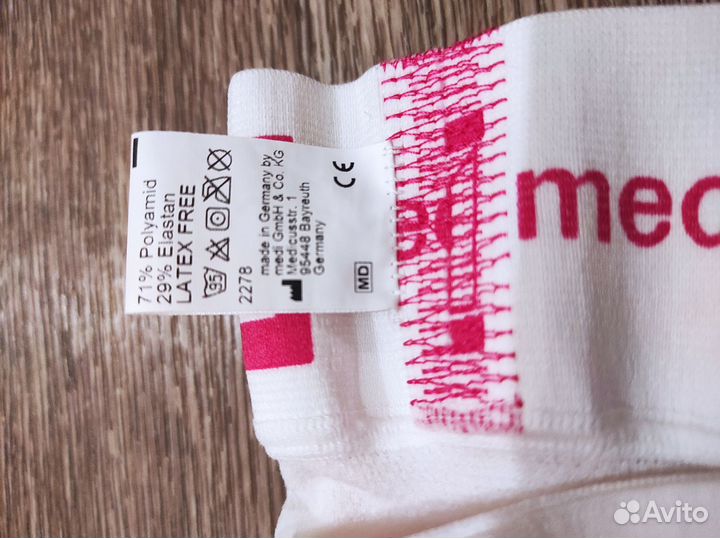 71% Polyamid
29% Elastan
LATEX FREE
95
2278
made in Germany by
medi GmbH & Co. KG
Medicusstr. 1
95448 Bayreuth
Germany
MD
CE
med
Avito